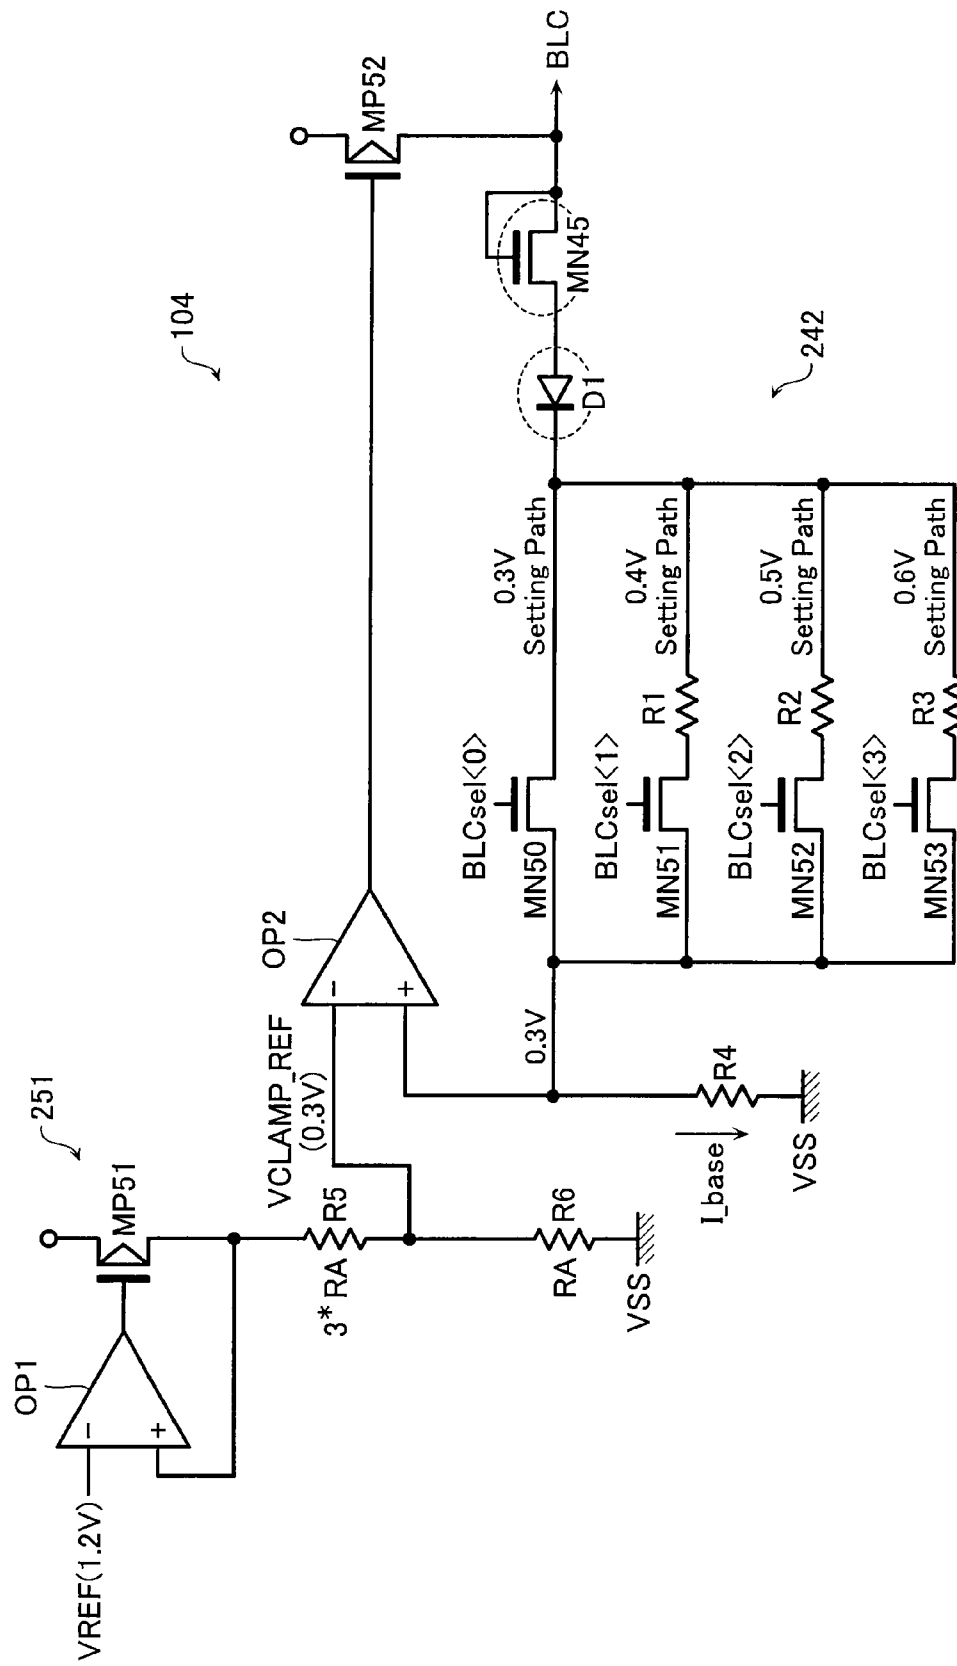 251
OP1
MP51
-
+
VREF(1.2V)
R5
3* RA
R6
RA
VSS
VCLAMP_REF
(0.3V)
104
OP2
-
+
MP52
BLC
MN45
D1
242
0.3V
I_base
R4
VSS
BLCsel<0>
MN50
0.3V
Setting Path
BLCsel<1>
MN51
R1
0.4V
Setting Path
BLCsel<2>
MN52
R2
0.5V
Setting Path
BLCsel<3>
MN53
R3
0.6V
Setting Path